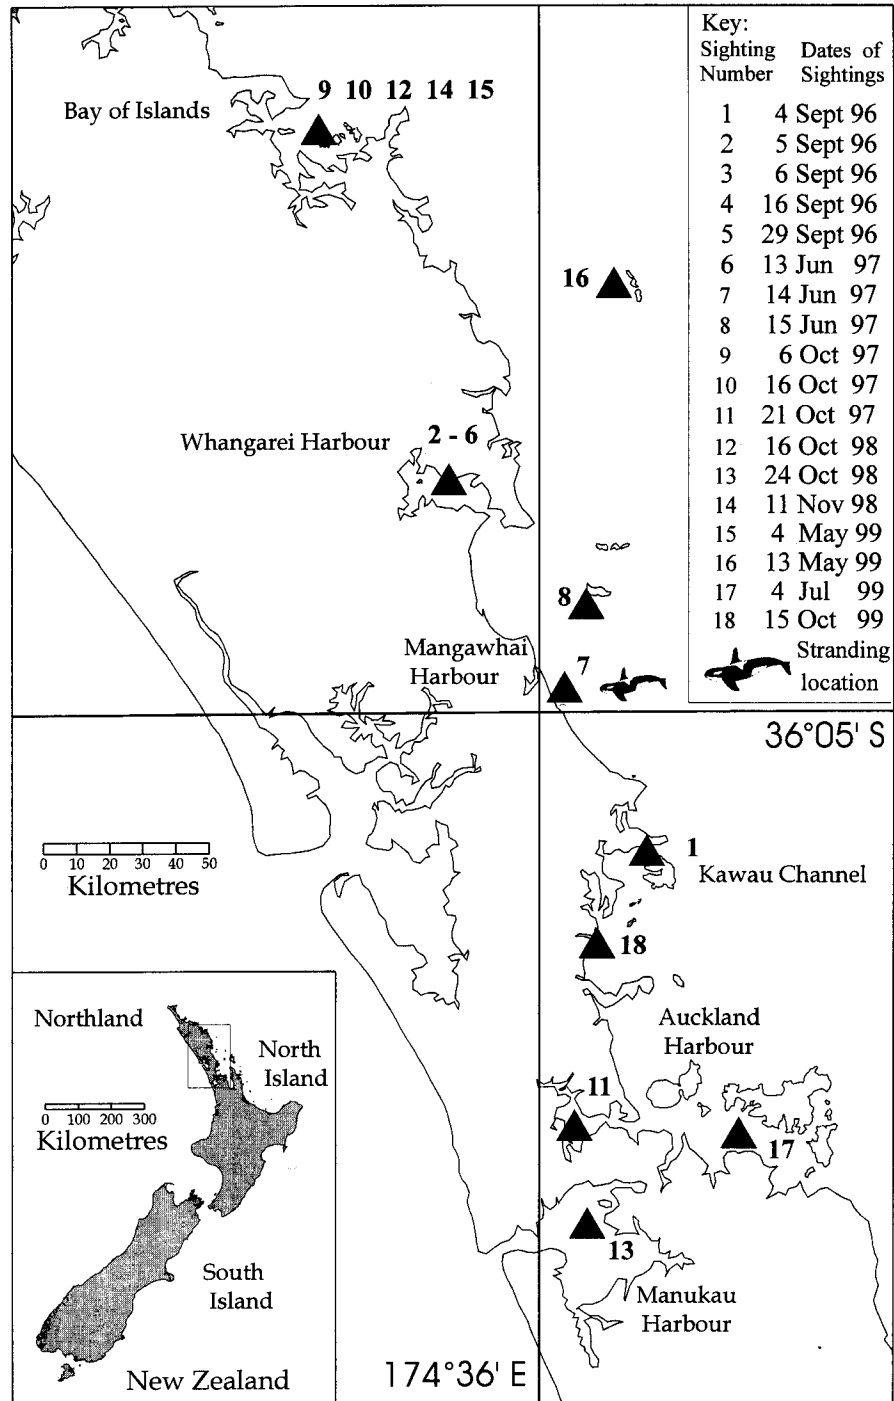 Key:
Sighting Number Dates of Sightings
1 4 Sept 96
2 5 Sept 96
3 6 Sept 96
4 16 Sept 96
5 29 Sept 96
6 13 Jun 97
7 14 Jun 97
8 15 Jun 97
9 6 Oct 97
10 16 Oct 97
11 21 Oct 97
12 16 Oct 98
13 24 Oct 98
14 11 Nov 98
15 4 May 99
16 13 May 99
17 4 Jul 99
18 15 Oct 99
Stranding
location
9 10 12 14 15
Bay of Islands
16
2 - 6
Whangarei Harbour
8
Mangawhai
Harbour
7
36°05' S
1
Kawau Channel
0 10 20 30 40 50
Kilometres
18
Auckland
Harbour
11
17
13
Manukau
Harbour
174°36' E
Northland
North
Island
0 100 200 300
Kilometres
South
Island
New Zealand